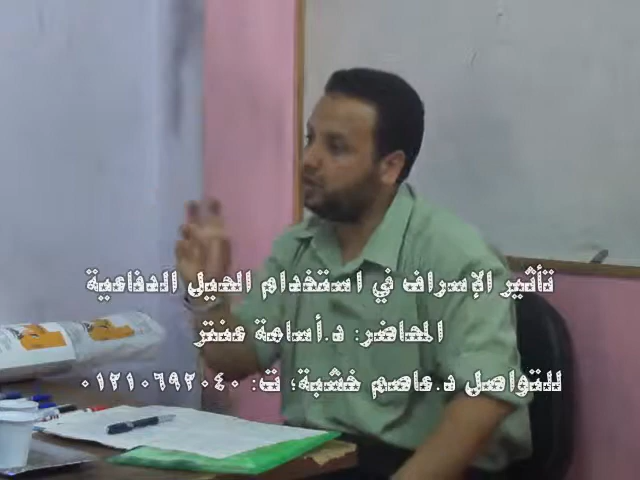 تأثير الإسراف في استخدام الحيل الدفاعية
المحاضر: د.أسامة عنتر
للتواصل د.عاصم خشبة؛ ت: ٠١٢١٠٦٩٢٠٤٠